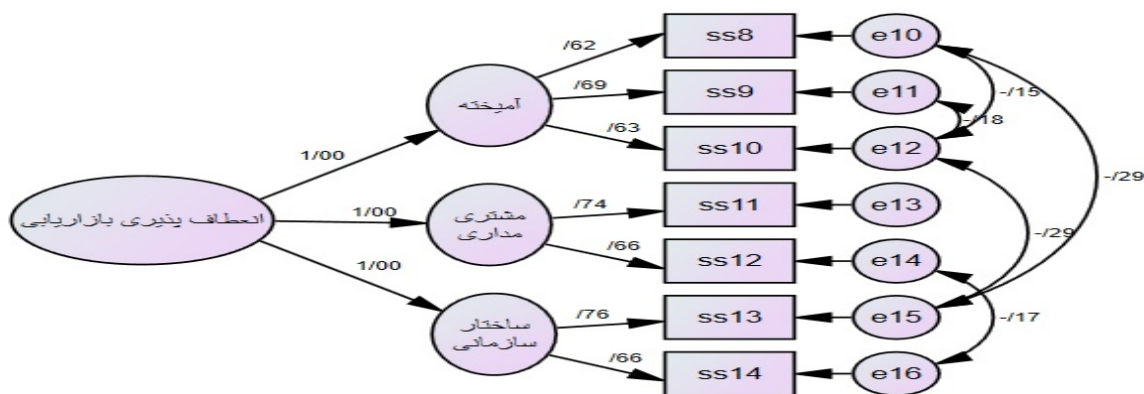 /62
ss8
e10
آمیخته
/69
ss9
e11
-/15
/63
ss10
-/18
e12
1/00
-/29
انعطاف پذیری بازاریابی
1/00
مشتری
مداری
/74
ss11
e13
-/29
/66
ss12
e14
1/00
ساختار
سازمانی
/76
ss13
e15
-/17
/66
ss14
e16